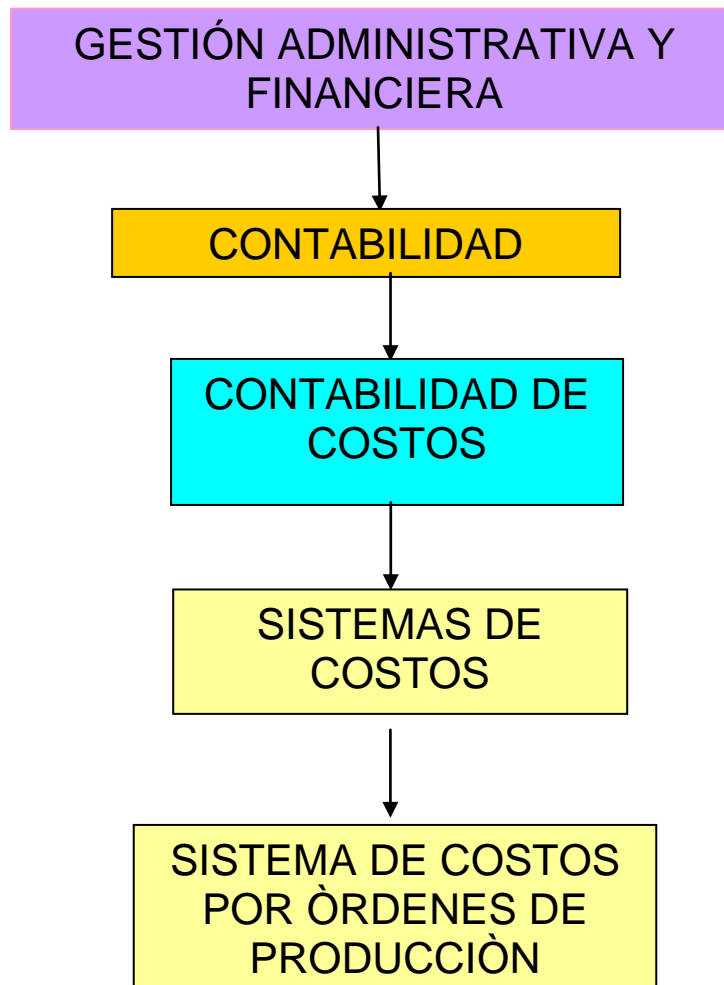 GESTIÓN ADMINISTRATIVA Y
FINANCIERA
CONTABILIDAD
CONTABILIDAD DE
COSTOS
SISTEMAS DE
COSTOS
SISTEMA DE COSTOS
POR ÒRDENES DE
PRODUCCIÒN